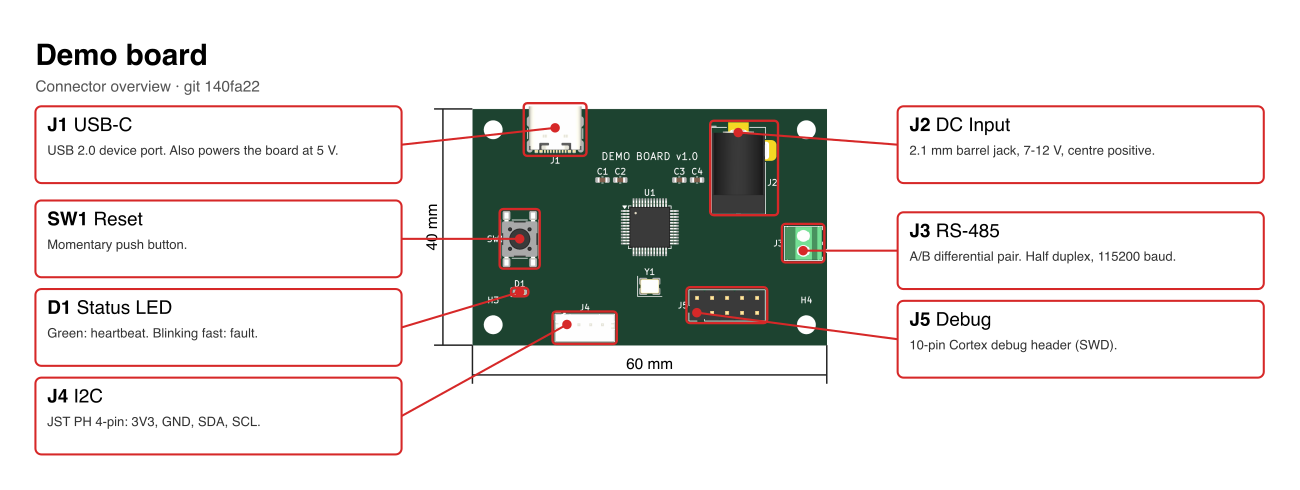 Demo board
Connector overview · git 140fa22
J1 USB-C
USB 2.0 device port. Also powers the board at 5 V.
SW1 Reset
Momentary push button.
D1 Status LED
Green: heartbeat. Blinking fast: fault.
J4 I2C
JST PH 4-pin: 3V3, GND, SDA, SCL.
40 mm
J1
DEMO BOARD v1.0
C1 C2 C3 C4
J2
U1
J3
Y1
D1
H3
J4
J5
H4
60 mm
J2 DC Input
2.1 mm barrel jack, 7-12 V, centre positive.
J3 RS-485
A/B differential pair. Half duplex, 115200 baud.
J5 Debug
10-pin Cortex debug header (SWD).